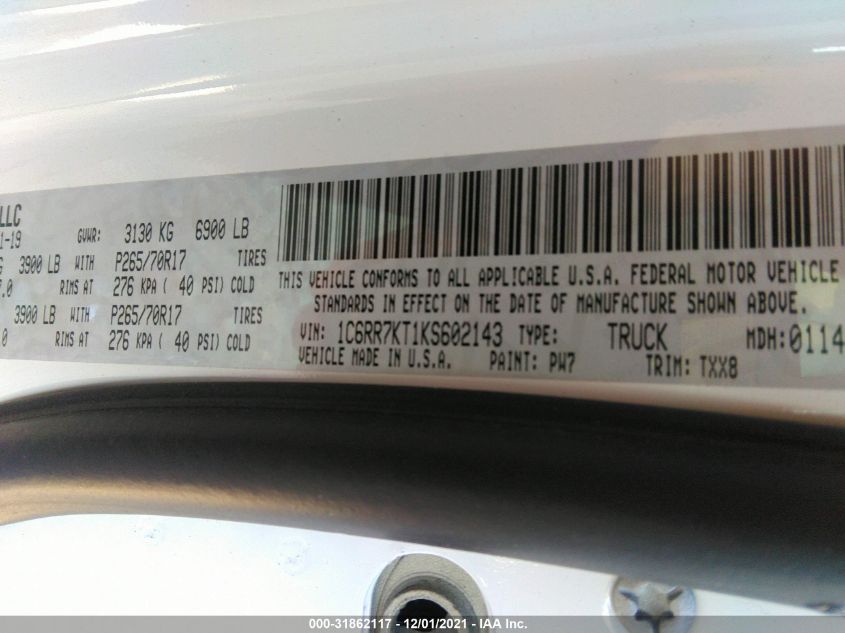 LLC
1-19 GVWR: 3130 KG 6900 LB
G 3900 LB WITH P265/70R17 TIRES
7.0 RIMS AT 276 KPA ( 40 PSI) COLD
3900 LB WITH P265/70R17 TIRES
.0 RIMS AT 276 KPA ( 40 PSI) COLD
THIS VEHICLE CONFORMS TO ALL APPLICABLE U.S.A. FEDERAL MOTOR VEHICLE
STANDARDS IN EFFECT ON THE DATE OF MANUFACTURE SHOWN ABOVE.
VIN: 1C6RR7KT1KS602143 TYPE: TRUCK MDH:0114
VEHICLE MADE IN U.S.A. PAINT: PW7 TRIM: TXX8
000-31862117 - 12/01/2021 - IAA Inc.